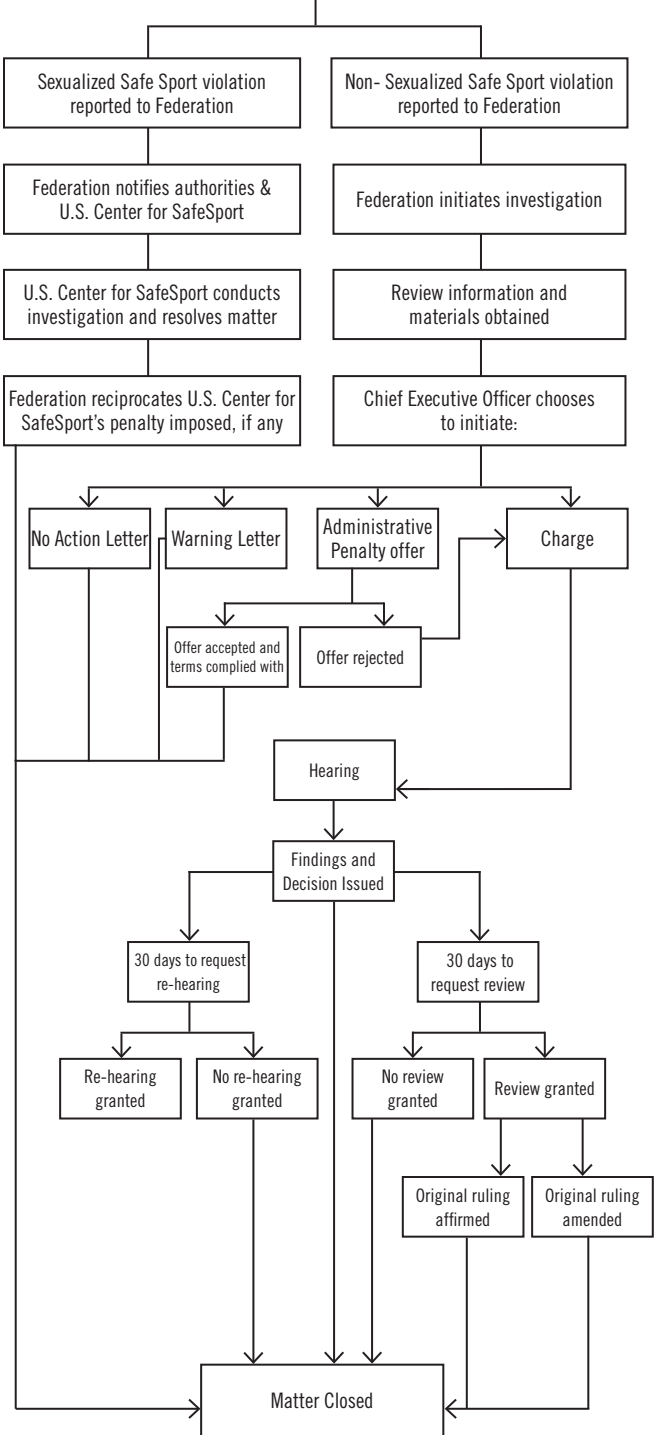 Sexualized Safe Sport violation
reported to Federation
Non- Sexualized Safe Sport violation
reported to Federation
Federation notifies authorities &
U.S. Center for SafeSport
Federation initiates investigation
U.S. Center for SafeSport conducts
investigation and resolves matter
Review information and
materials obtained
Federation reciprocates U.S. Center for
SafeSport's penalty imposed, if any
Chief Executive Officer chooses
to initiate:
No Action Letter
Warning Letter
Administrative
Penalty offer
Charge
Offer accepted and
terms complied with
Offer rejected
Hearing
Findings and
Decision Issued
30 days to request
re-hearing
30 days to
request review
Re-hearing
granted
No re-hearing
granted
No review
granted
Review granted
Original ruling
affirmed
Original ruling
amended
Matter Closed